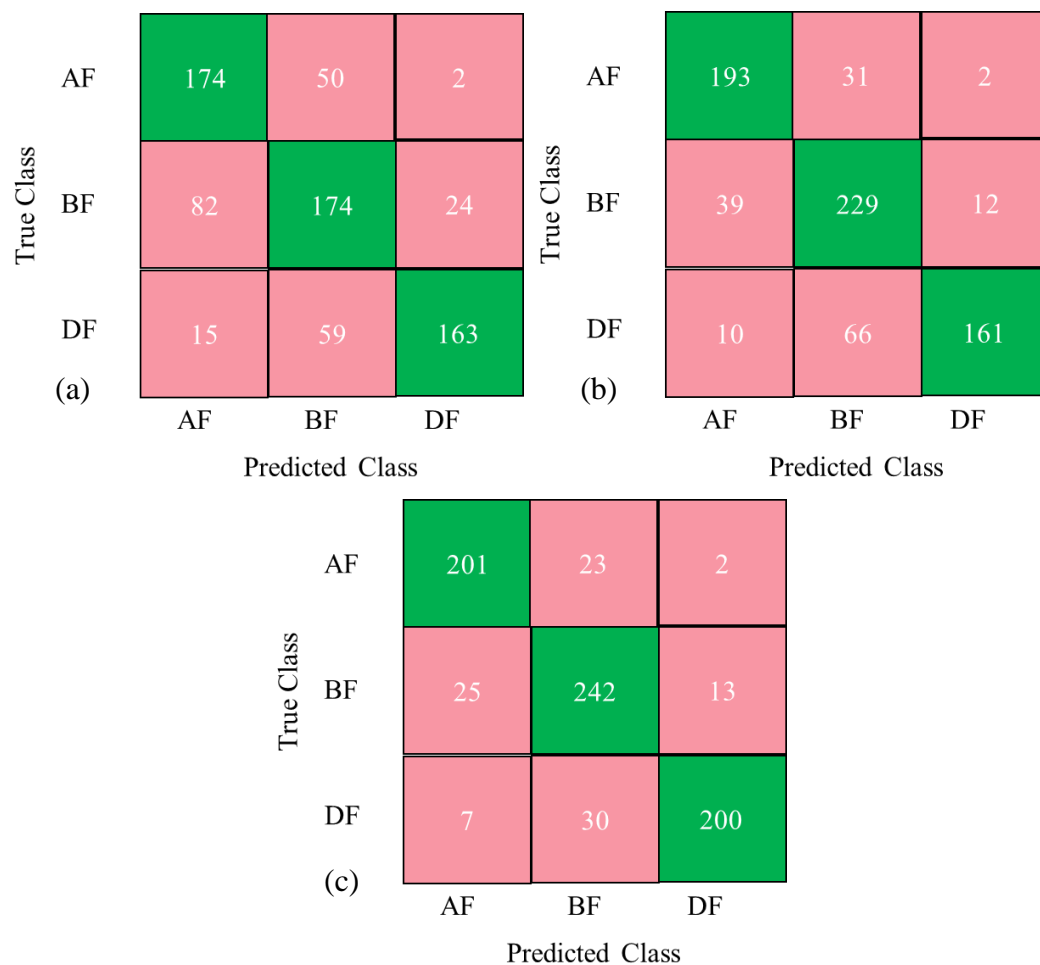 AF 174 50 2
BF 82 174 24
DF 15 59 163
True Class
(a)
AF BF DF
Predicted Class
AF 193 31 2
BF 39 229 12
DF 10 66 161
True Class
(b)
AF BF DF
Predicted Class
AF 201 23 2
BF 25 242 13
DF 7 30 200
True Class
(c)
AF BF DF
Predicted Class